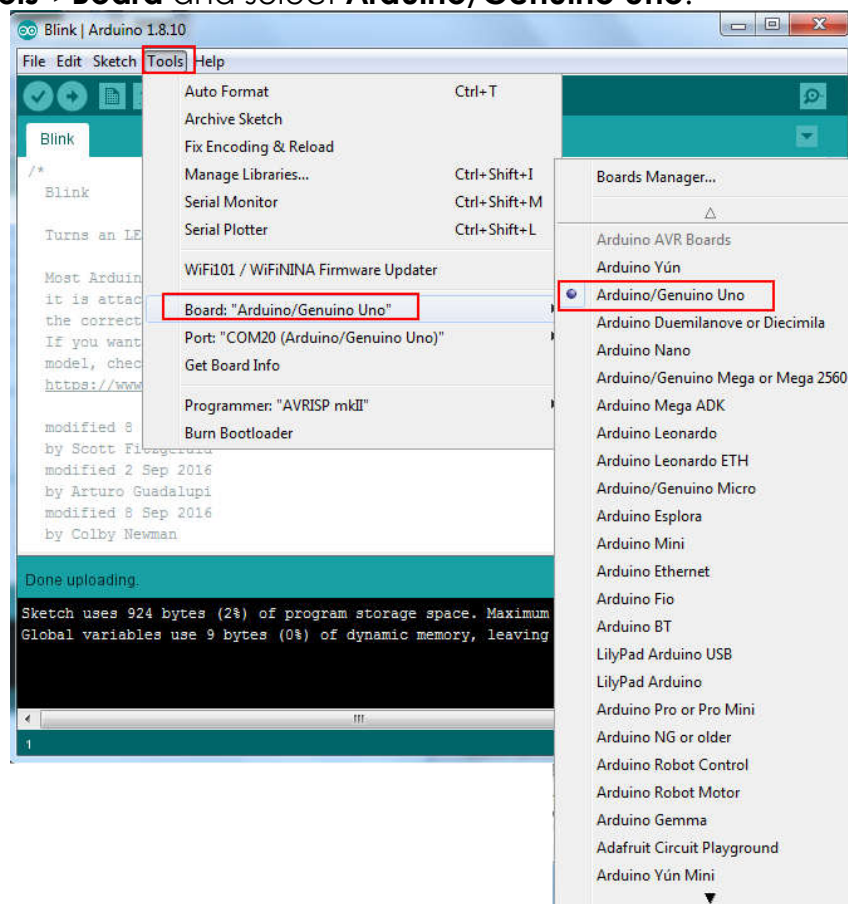 Board and select Arduino/Genuino Uno.
Blink | Arduino 1.8.10
File Edit Sketch Tools Help
Auto Format Ctrl+T
Archive Sketch
Fix Encoding & Reload
Manage Libraries... Ctrl+Shift+I
Serial Monitor Ctrl+Shift+M
Serial Plotter Ctrl+Shift+L
WiFi101 / WiFiNINA Firmware Updater
Board: "Arduino/Genuino Uno"
Port: "COM20 (Arduino/Genuino Uno)"
Get Board Info
Programmer: "AVRISP mkII"
Burn Bootloader
Boards Manager...
Arduino AVR Boards
Arduino Yún
Arduino/Genuino Uno
Arduino Duemilanove or Diecimila
Arduino Nano
Arduino/Genuino Mega or Mega 2560
Arduino Mega ADK
Arduino Leonardo
Arduino Leonardo ETH
Arduino/Genuino Micro
Arduino Esplora
Arduino Mini
Arduino Ethernet
Arduino Fio
Arduino BT
LilyPad Arduino USB
LilyPad Arduino
Arduino Pro or Pro Mini
Arduino NG or older
Arduino Robot Control
Arduino Robot Motor
Arduino Gemma
Adafruit Circuit Playground
Arduino Yún Mini
Blink
/*
Blink
Turns an LE
Most Arduin
it is attac
the correct
If you want
model, chec
https://www
modified 8
by Scott Fitzgerald
modified 2 Sep 2016
by Arturo Guadalupi
modified 8 Sep 2016
by Colby Newman
Done uploading.
Sketch uses 924 bytes (2%) of program storage space. Maximum
Global variables use 9 bytes (0%) of dynamic memory, leaving
1